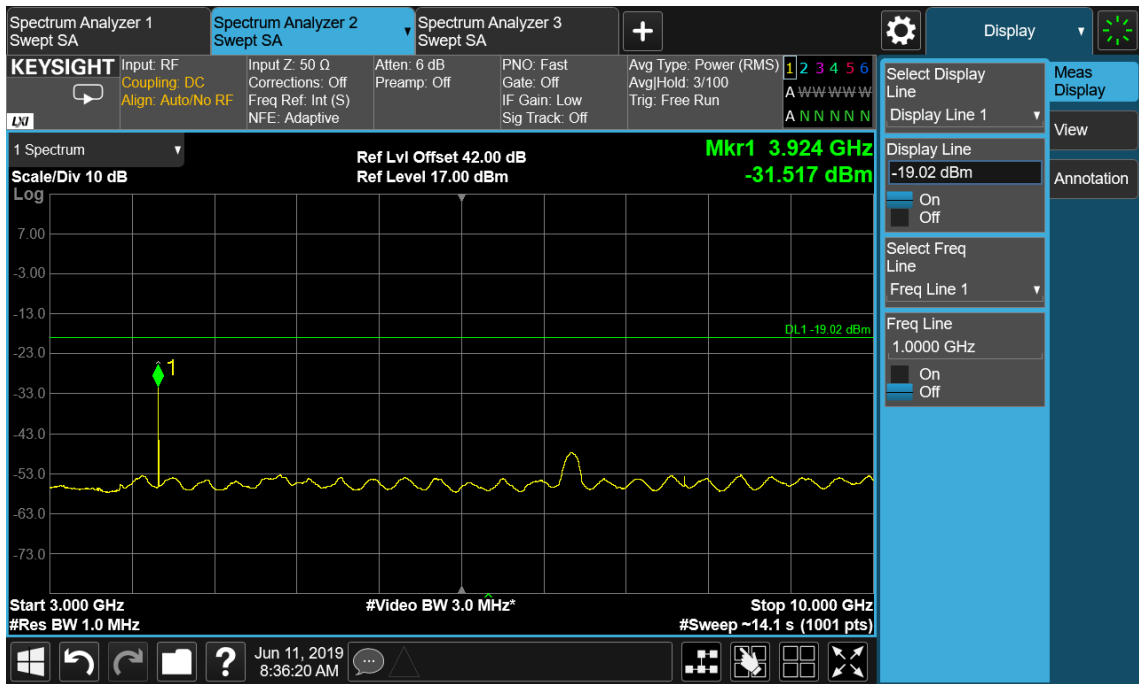 Spectrum Analyzer 1
Swept SA
Spectrum Analyzer 2
Swept SA
Spectrum Analyzer 3
Swept SA
+
Display
KEYSIGHT
LXI
Input: RF
Coupling: DC
Align: Auto/No RF
Input Z: 50 Ω
Corrections: Off
Freq Ref: Int (S)
NFE: Adaptive
Atten: 6 dB
Preamp: Off
PNO: Fast
Gate: Off
IF Gain: Low
Sig Track: Off
Avg Type: Power (RMS)
Avg|Hold: 3/100
Trig: Free Run
1 2 3 4 5 6
A W W W W W
A N N N N N
1 Spectrum
Scale/Div 10 dB
Log
Ref Lvl Offset 42.00 dB
Ref Level 17.00 dBm
Mkr1 3.924 GHz
-31.517 dBm
7.00
-3.00
-13.0
-23.0
-33.0
-43.0
-53.0
-63.0
-73.0
DL1 -19.02 dBm
1
Start 3.000 GHz
#Res BW 1.0 MHz
#Video BW 3.0 MHz*
Stop 10.000 GHz
#Sweep ~14.1 s (1001 pts)
Select Display
Line
Display Line 1
Display Line
-19.02 dBm
On
Off
Select Freq
Line
Freq Line 1
Freq Line
1.0000 GHz
On
Off
Meas
Display
View
Annotation
?
Jun 11, 2019
8:36:20 AM